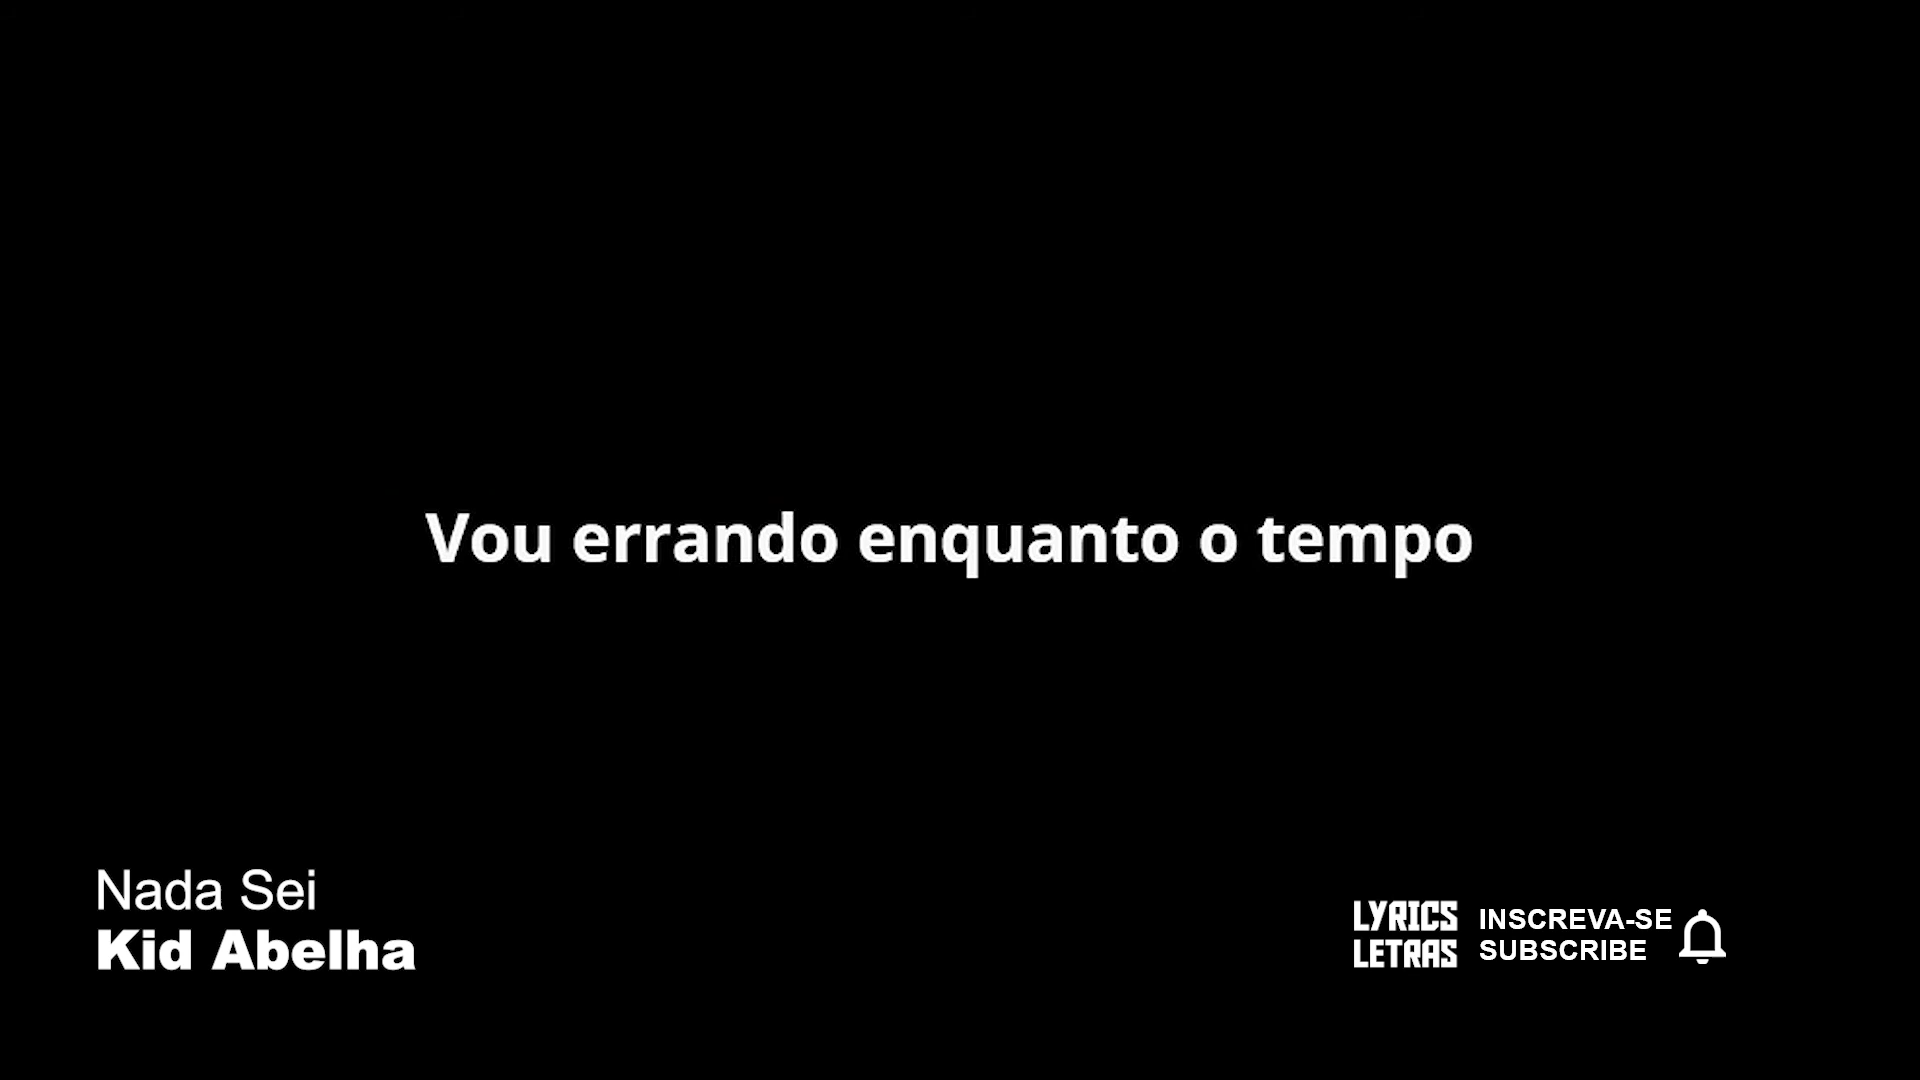 Vou errando enquanto o tempo
Nada Sei
Kid Abelha
LYRICS
LETRAS
INSCREVA-SE
SUBSCRIBE